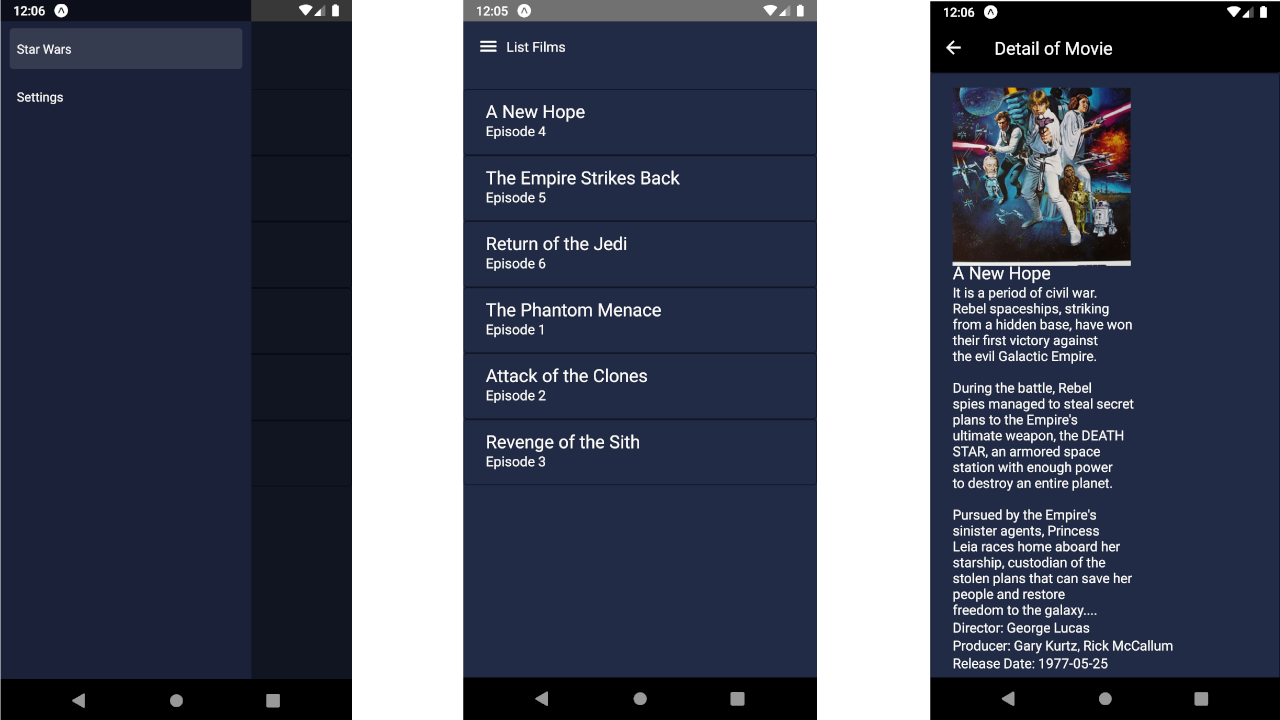 12:06
Star Wars
Settings
12:05
List Films
A New Hope
Episode 4
The Empire Strikes Back
Episode 5
Return of the Jedi
Episode 6
The Phantom Menace
Episode 1
Attack of the Clones
Episode 2
Revenge of the Sith
Episode 3
12:06
Detail of Movie
A New Hope
It is a period of civil war.
Rebel spaceships, striking
from a hidden base, have won
their first victory against
the evil Galactic Empire.
During the battle, Rebel
spies managed to steal secret
plans to the Empire's
ultimate weapon, the DEATH
STAR, an armored space
station with enough power
to destroy an entire planet.
Pursued by the Empire's
sinister agents, Princess
Leia races home aboard her
starship, custodian of the
stolen plans that can save her
people and restore
freedom to the galaxy....
Director: George Lucas
Producer: Gary Kurtz, Rick McCallum
Release Date: 1977-05-25